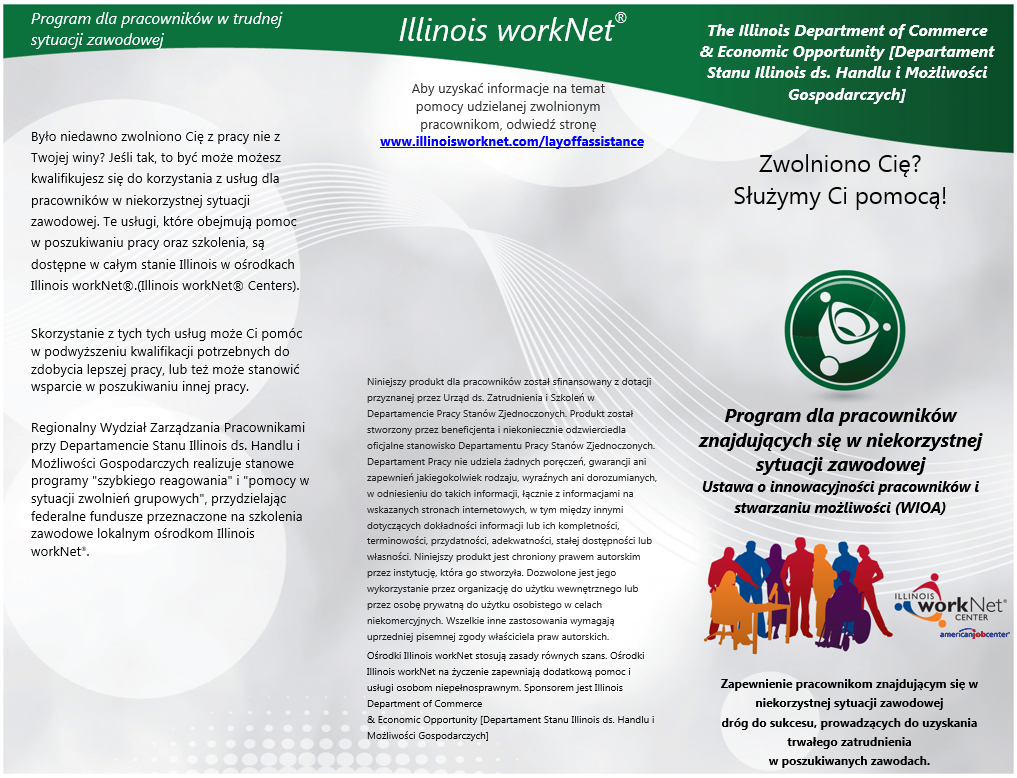 Program dla pracowników w trudnej
sytuacji zawodowej
Było niedawno zwolniono Cię z pracy nie z
Twojej winy? Jeśli tak, to być może możesz
kwalifikujesz się do korzystania z usług dla
pracowników w niekorzystnej sytuacji
zawodowej. Te usługi, które obejmują pomoc
w poszukiwaniu pracy oraz szkolenia, są
dostępne w całym stanie Illinois w ośrodkach
Illinois workNet®.(Illinois workNet® Centers).
Skorzystanie z tych tych usług może Ci pomóc
w podwyższeniu kwalifikacji potrzebnych do
zdobycia lepszej pracy, lub też może stanowić
wsparcie w poszukiwaniu innej pracy.
Regionalny Wydział Zarządzania Pracownikami
przy Departamencie Stanu Illinois ds. Handlu i
Możliwości Gospodarczych realizuje stanowe
programy "szybkiego reagowania" i "pomocy w
sytuacji zwolnień grupowych", przydzielając
federalne fundusze przeznaczone na szkolenia
zawodowe lokalnym ośrodkom Illinois
workNet®.
Illinois workNet®
Aby uzyskać informacje na temat
pomocy udzielanej zwolnionym
pracownikom, odwiedź stronę
www.illinoisworknet.com/layoffassistance
Niniejszy produkt dla pracowników został sfinansowany z dotacji
przyznanej przez Urząd ds. Zatrudnienia i Szkoleń w
Departamencie Pracy Stanów Zjednoczonych. Produkt został
stworzony przez beneficjenta i niekoniecznie odzwierciedla
oficjalne stanowisko Departamentu Pracy Stanów Zjednoczonych.
Departament Pracy nie udziela żadnych poręczeń, gwarancji ani
zapewnień jakiegokolwiek rodzaju, wyraźnych ani dorozumianych,
w odniesieniu do takich informacji, łącznie z informacjami na
wskazanych stronach internetowych, w tym między innymi
dotyczących dokładności informacji lub ich kompletności,
terminowości, przydatności, adekwatności, stałej dostępności lub
własności. Niniejszy produkt jest chroniony prawem autorskim
przez instytucję, która go stworzyła. Dozwolone jest jego
wykorzystanie przez organizację do użytku wewnętrznego lub
przez osobę prywatną do użytku osobistego w celach
niekomercyjnych. Wszelkie inne zastosowania wymagają
uprzedniej pisemnej zgody właściciela praw autorskich.
Ośrodki Illinois workNet stosują zasady równych szans. Ośrodki
Illinois workNet na życzenie zapewniają dodatkową pomoc i
usługi osobom niepełnosprawnym. Sponsorem jest Illinois
Department of Commerce
& Economic Opportunity [Departament Stanu Illinois ds. Handlu i
Możliwości Gospodarczych]
The Illinois Department of Commerce
& Economic Opportunity [Departament
Stanu Illinois ds. Handlu i Możliwości
Gospodarczych]
Zwolniono Cię?
Służymy Ci pomocą!
Program dla pracowników
znajdujących się w niekorzystnej
sytuacji zawodowej
Ustawa o innowacyjności pracowników i
stwarzaniu możliwości (WIOA)
ILLINOIS
workNet®
CENTER
americanjobcenter®
Zapewnienie pracownikom znajdującym się w
niekorzystnej sytuacji zawodowej
dróg do sukcesu, prowadzących do uzyskania
trwałego zatrudnienia
w poszukiwanych zawodach.